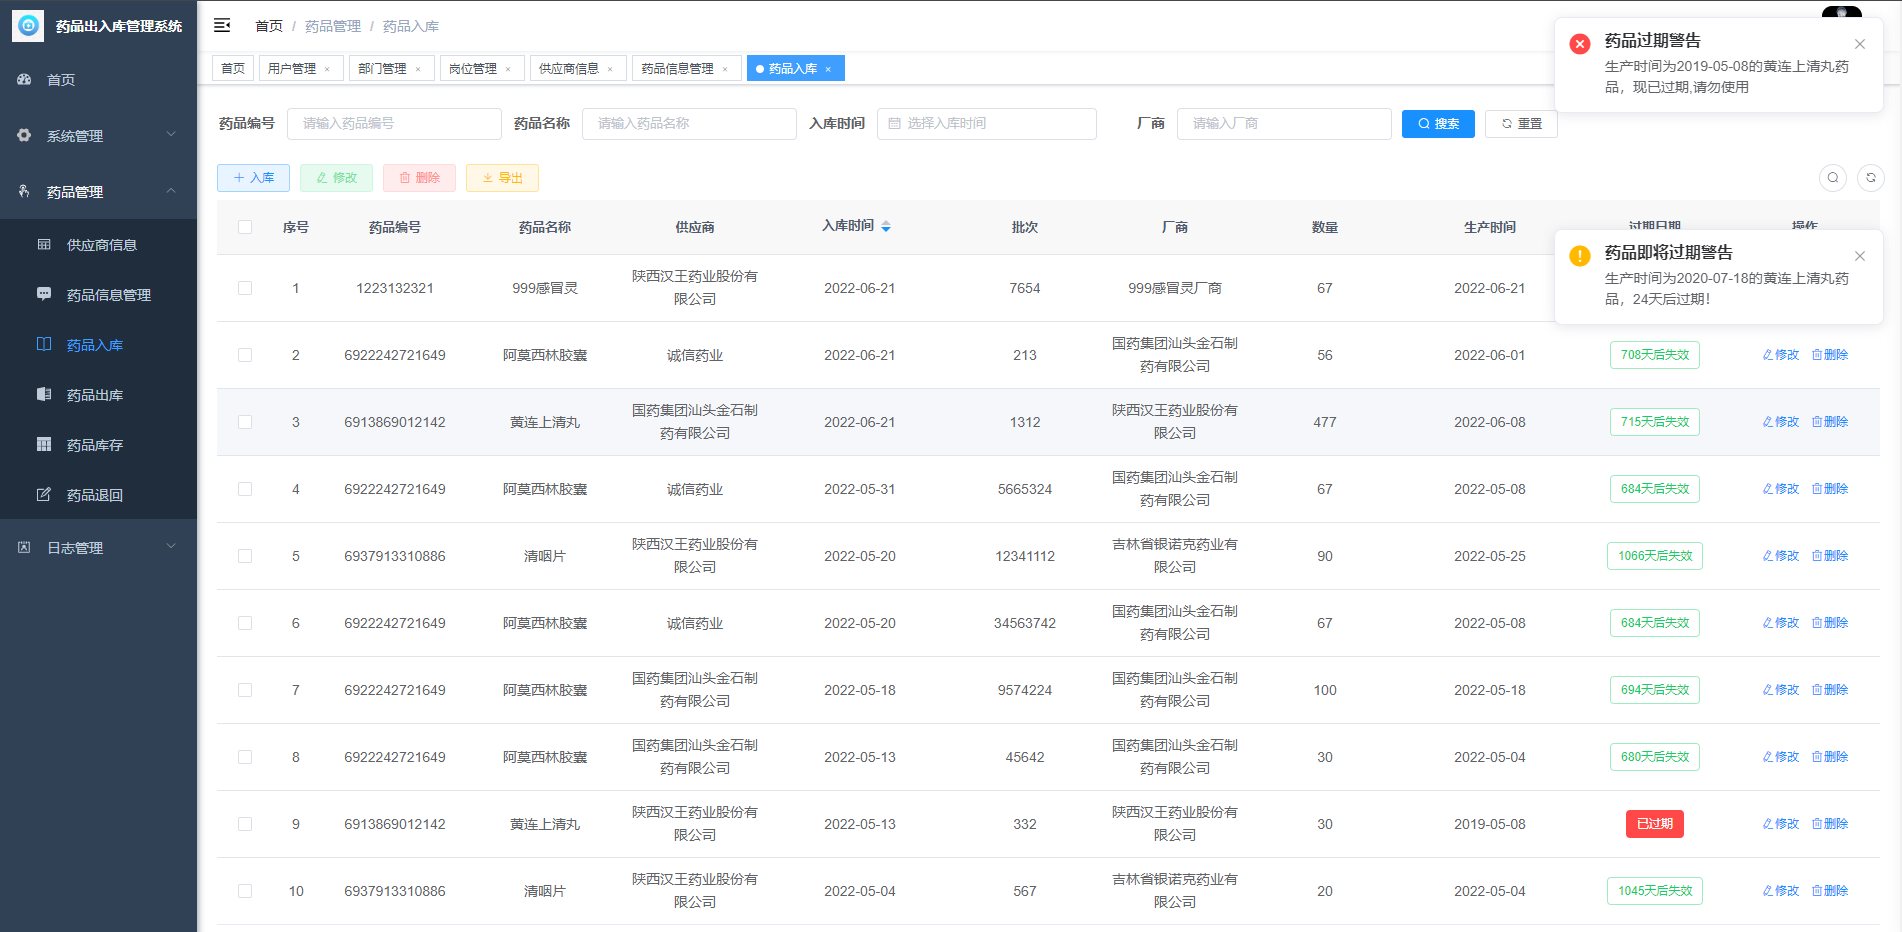 药品出入库管理系统
首页 / 药品管理 / 药品入库
药品过期警告
生产时间为2019-05-08的黄连上清丸药
品，现已过期,请勿使用
首页
系统管理
药品管理
供应商信息
药品信息管理
药品入库
药品出库
药品库存
药品退回
日志管理
首页 用户管理 × 部门管理 × 岗位管理 × 供应商信息 × 药品信息管理 × 药品入库 ×
药品编号 请输入药品编号 药品名称 请输入药品名称 入库时间 选择入库时间 厂商 请输入厂商 搜索 重置
入库 修改 删除 导出
序号 药品编号 药品名称 供应商 入库时间 批次 厂商 数量 生产时间 过期日期 操作
药品即将过期警告
生产时间为2020-07-18的黄连上清丸药
品，24天后过期！
1 1223132321 999感冒灵 陕西汉王药业股份有限公司 2022-06-21 7654 999感冒灵厂商 67 2022-06-21
2 6922242721649 阿莫西林胶囊 诚信药业 2022-06-21 213 国药集团汕头金石制药有限公司 56 2022-06-01 708天后失效 修改 删除
3 6913869012142 黄连上清丸 国药集团汕头金石制药有限公司 2022-06-21 1312 陕西汉王药业股份有限公司 477 2022-06-08 715天后失效 修改 删除
4 6922242721649 阿莫西林胶囊 诚信药业 2022-05-31 5665324 国药集团汕头金石制药有限公司 67 2022-05-08 684天后失效 修改 删除
5 6937913310886 清咽片 陕西汉王药业股份有限公司 2022-05-20 12341112 吉林省银诺克药业有限公司 90 2022-05-25 1066天后失效 修改 删除
6 6922242721649 阿莫西林胶囊 诚信药业 2022-05-20 34563742 国药集团汕头金石制药有限公司 67 2022-05-08 684天后失效 修改 删除
7 6922242721649 阿莫西林胶囊 国药集团汕头金石制药有限公司 2022-05-18 9574224 国药集团汕头金石制药有限公司 100 2022-05-18 694天后失效 修改 删除
8 6922242721649 阿莫西林胶囊 国药集团汕头金石制药有限公司 2022-05-13 45642 国药集团汕头金石制药有限公司 30 2022-05-04 680天后失效 修改 删除
9 6913869012142 黄连上清丸 陕西汉王药业股份有限公司 2022-05-13 332 陕西汉王药业股份有限公司 30 2019-05-08 已过期 修改 删除
10 6937913310886 清咽片 陕西汉王药业股份有限公司 2022-05-04 567 吉林省银诺克药业有限公司 20 2022-05-04 1045天后失效 修改 删除